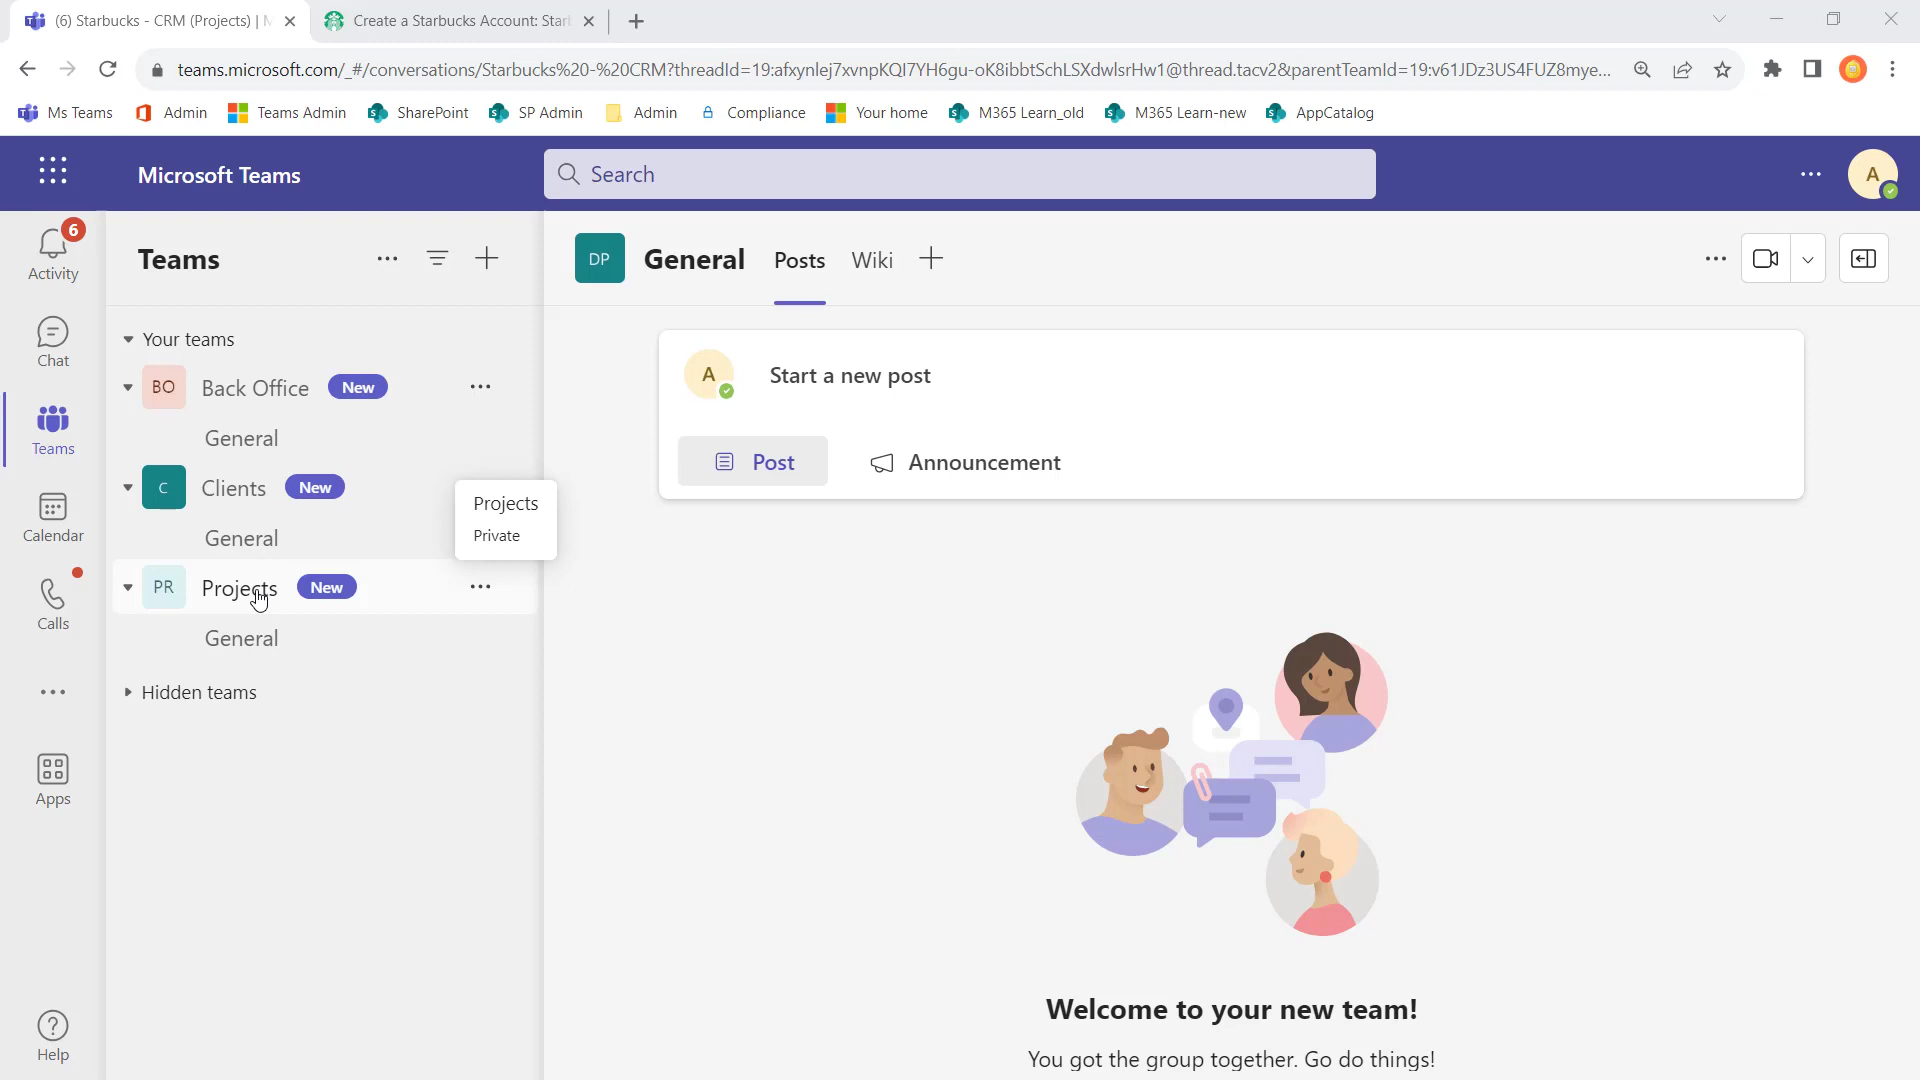 (6) Starbucks - CRM (Projects) |
Create a Starbucks Account: Star
teams.microsoft.com/_#/conversations/Starbucks%20-%20CRM?threadId=19:afxynlej7xvnpKQI7YH6gu-oK8ibbtSchLSXdwlsrHw1@thread.tacv2&parentTeamId=19:v61JDz3US4FUZ8mye...
Ms Teams
Admin
Teams Admin
SharePoint
SP Admin
Admin
Compliance
Your home
M365 Learn_old
M365 Learn-new
AppCatalog
Microsoft Teams
Search
A
6
Activity
Chat
Teams
Calendar
Calls
Apps
Help
Teams
Your teams
BO Back Office New
General
C Clients New
General
Projects
Private
PR Projects New
General
Hidden teams
DP General Posts Wiki
A Start a new post
Post
Announcement
Welcome to your new team!
You got the group together. Go do things!